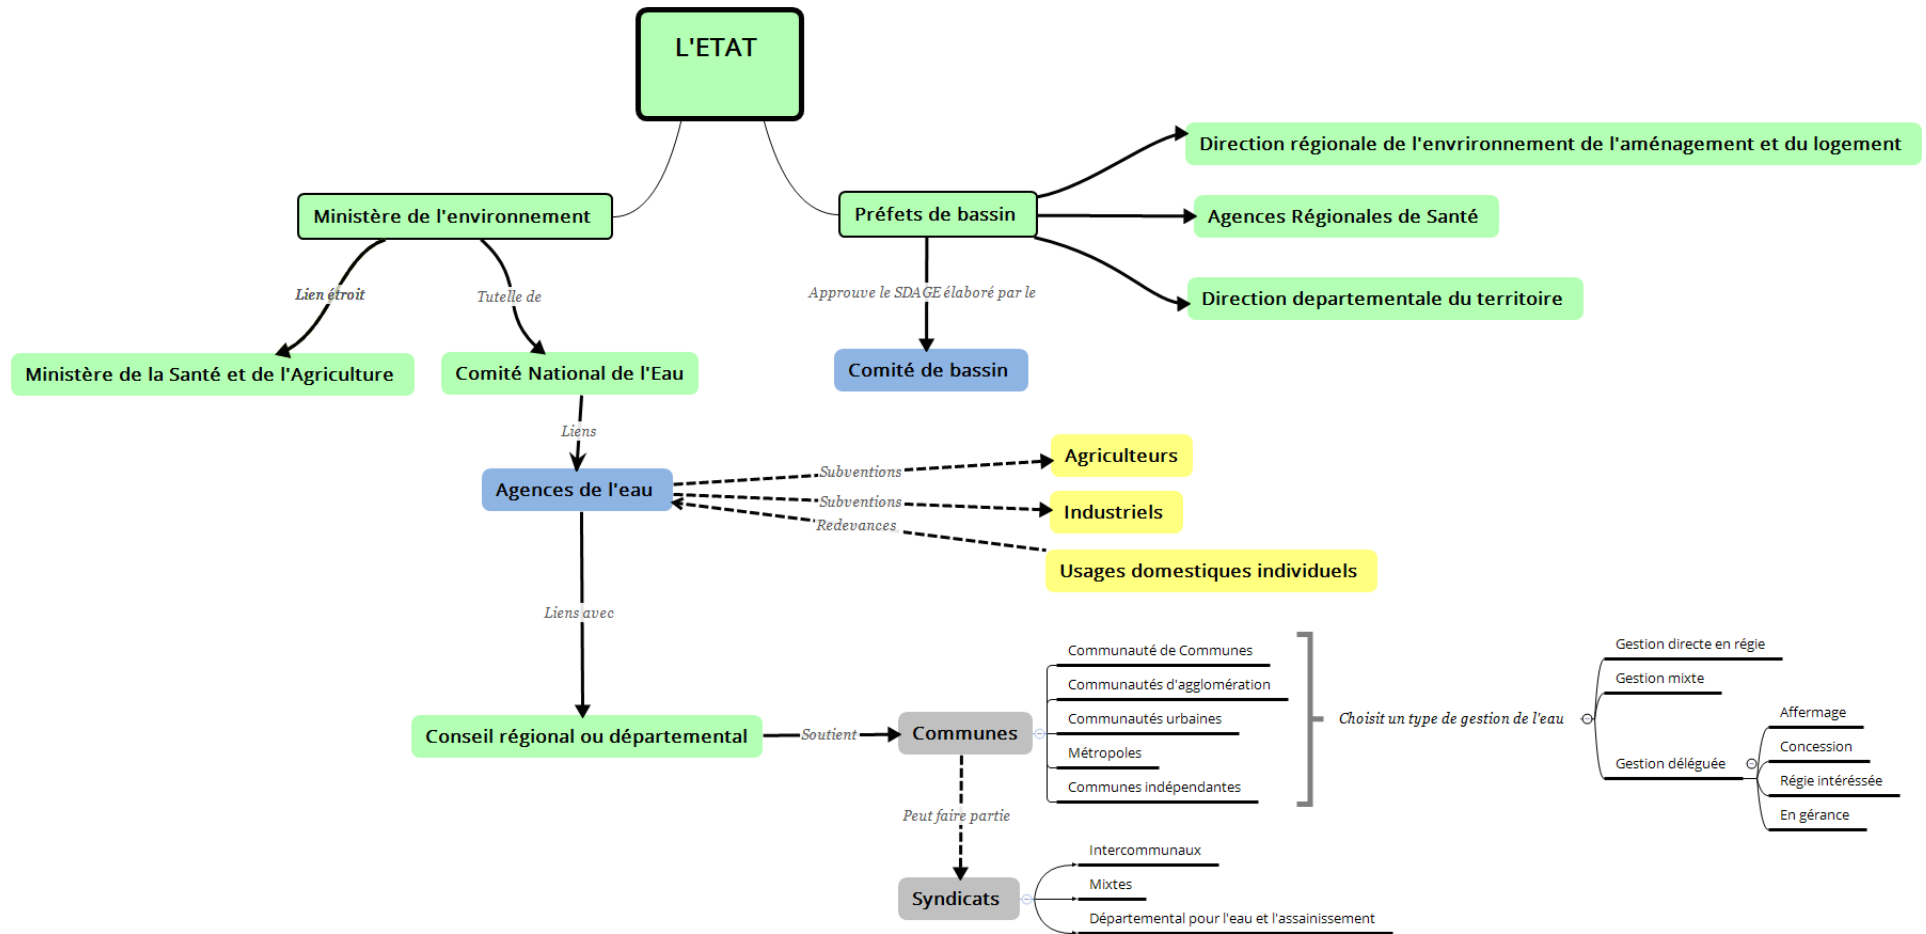 L'ETAT
Direction régionale de l'envrironnement de l'aménagement et du logement
Ministère de l'environnement
Préfets de bassin
Agences Régionales de Santé
Lien étroit
Tutelle de
Approuve le SDAGE élaboré par le
Direction departementale du territoire
Ministère de la Santé et de l'Agriculture
Comité National de l'Eau
Comité de bassin
Liens
Agriculteurs
Subventions
Agences de l'eau
Subventions
Industriels
Redevances
Usages domestiques individuels
Liens avec
Conseil régional ou départemental
Soutient
Communes
Communauté de Communes
Communautés d'agglomération
Communautés urbaines
Métropoles
Communes indépendantes
Choisit un type de gestion de l'eau
Gestion directe en régie
Gestion mixte
Gestion déléguée
Affermage
Concession
Régie intéréssée
En gérance
Peut faire partie
Syndicats
Intercommunaux
Mixtes
Départemental pour l'eau et l'assainissement